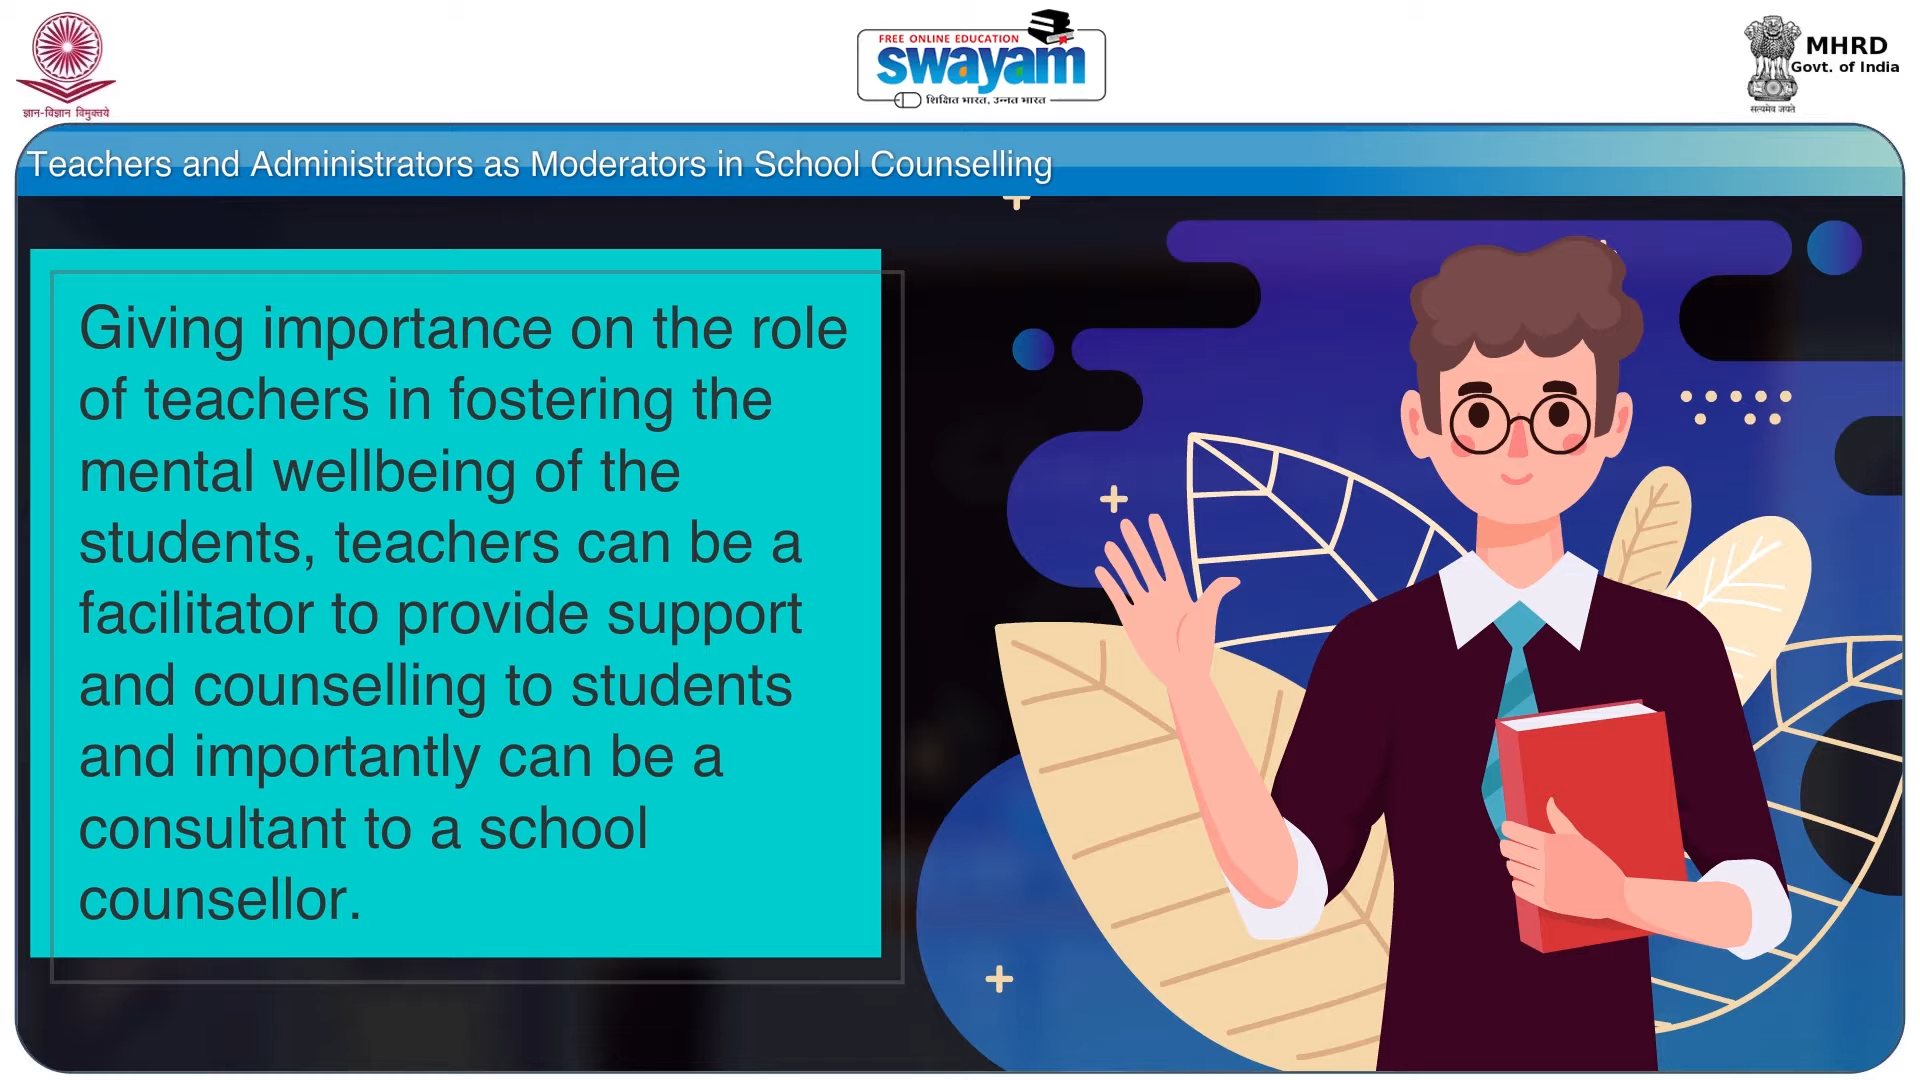 ज्ञान-विज्ञान विमुक्तये
FREE ONLINE EDUCATION
swayam
शिक्षित भारत, उन्नत भारत
MHRD
Govt. of India
सत्यमेव जयते
Teachers and Administrators as Moderators in School Counselling
Giving importance on the role
of teachers in fostering the
mental wellbeing of the
students, teachers can be a
facilitator to provide support
and counselling to students
and importantly can be a
consultant to a school
counsellor.